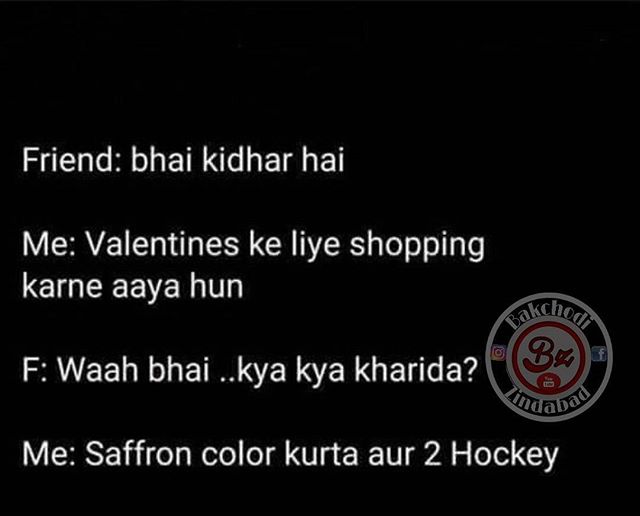 Friend: bhai kidhar hai
Me: Valentines ke liye shopping
karne aaya hun
F: Waah bhai ..kya kya kharida?
Me: Saffron color kurta aur 2 Hockey
Bakchodi
Bz
Zindabad